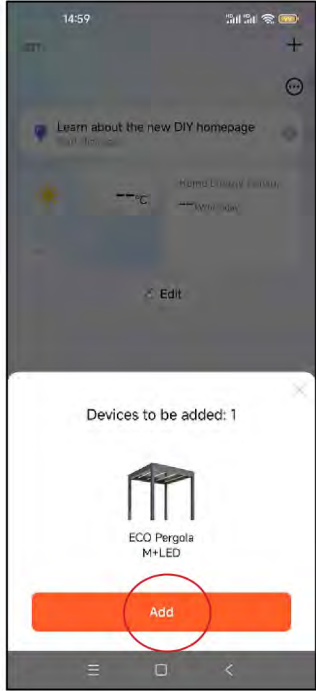 14:59
Learn about the new DIY homepage
--°C
Edit
Devices to be added: 1
ECO Pergola
M+LED
Add